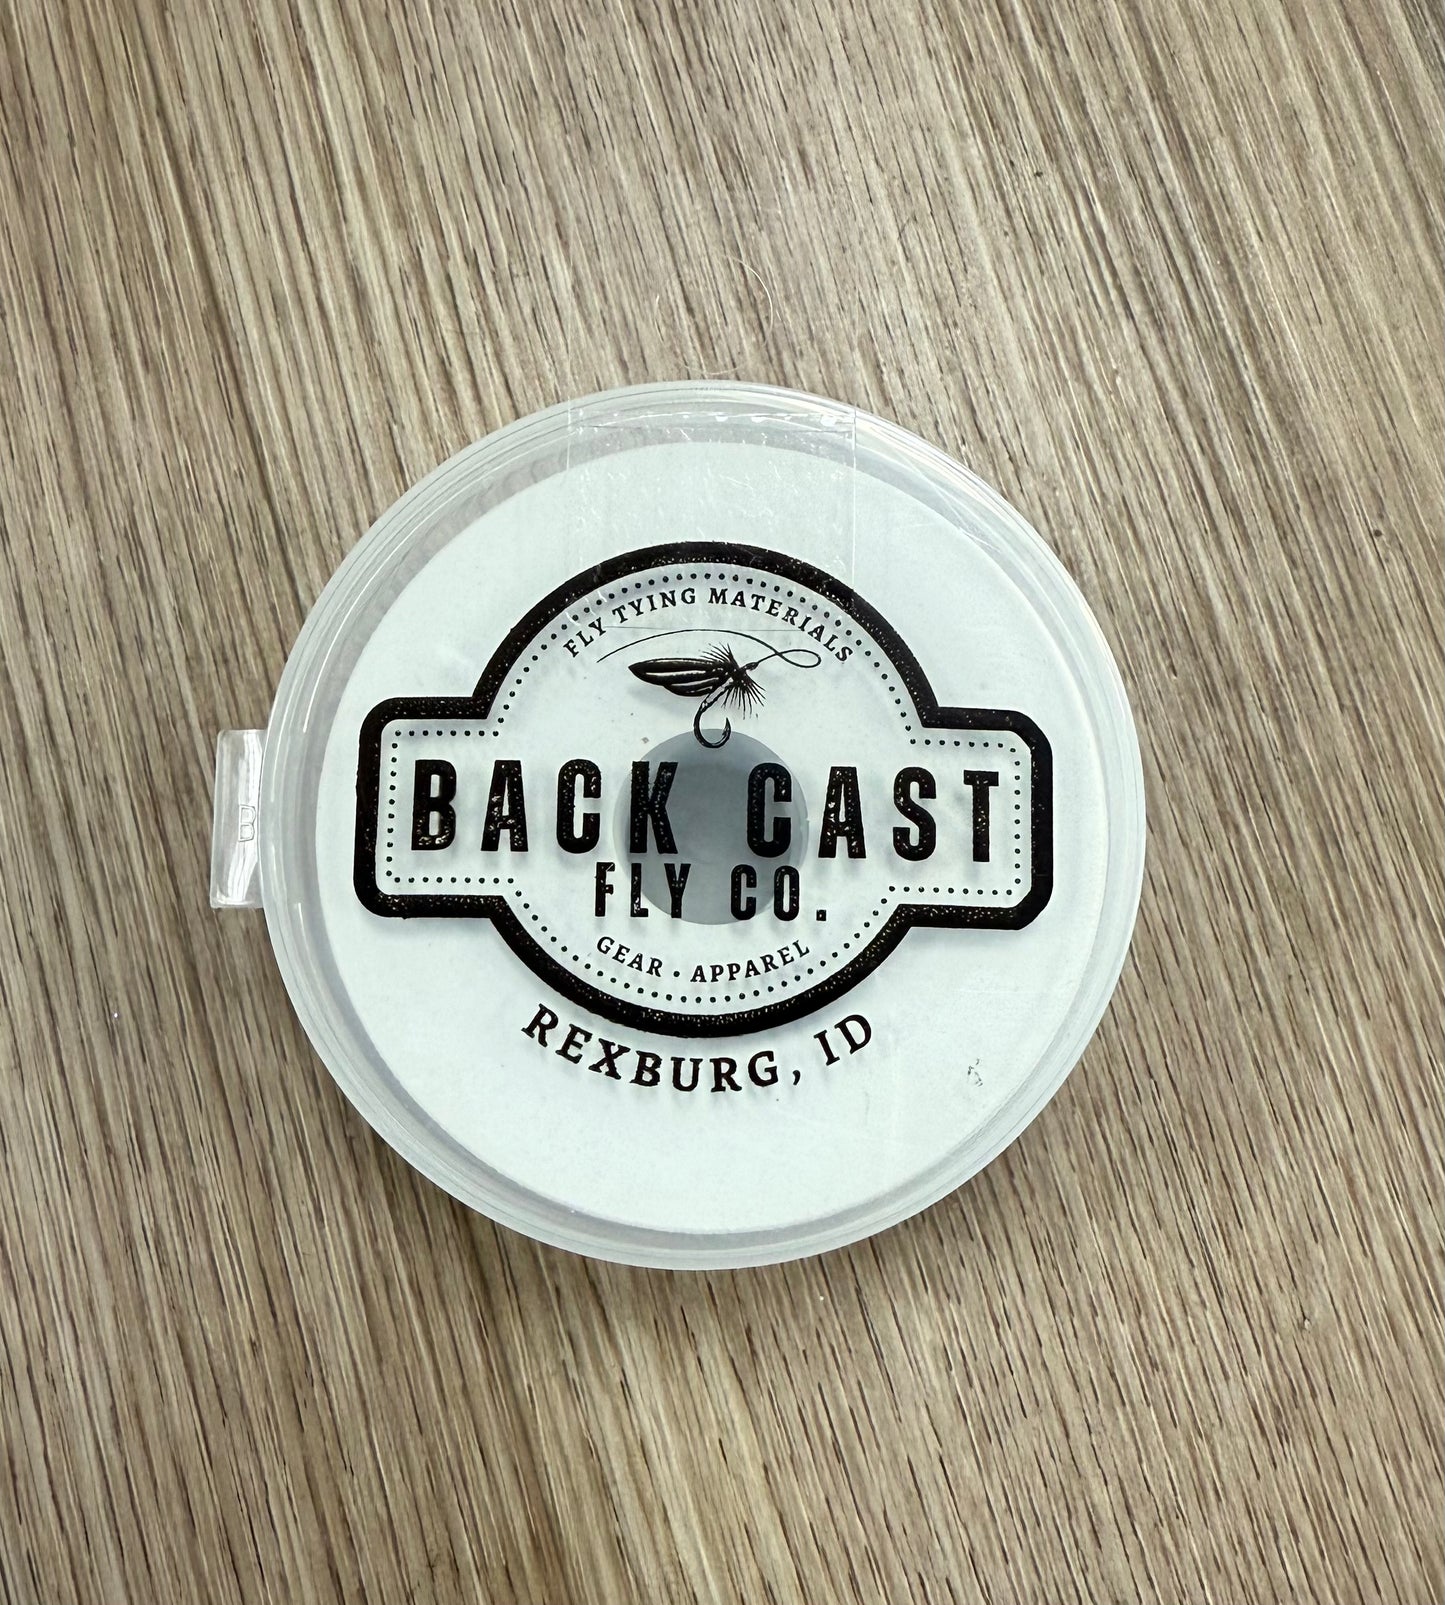 FLY TYING MATERIALS
BACK CAST
FLY CO.
GEAR · APPAREL
REXBURG, ID
B